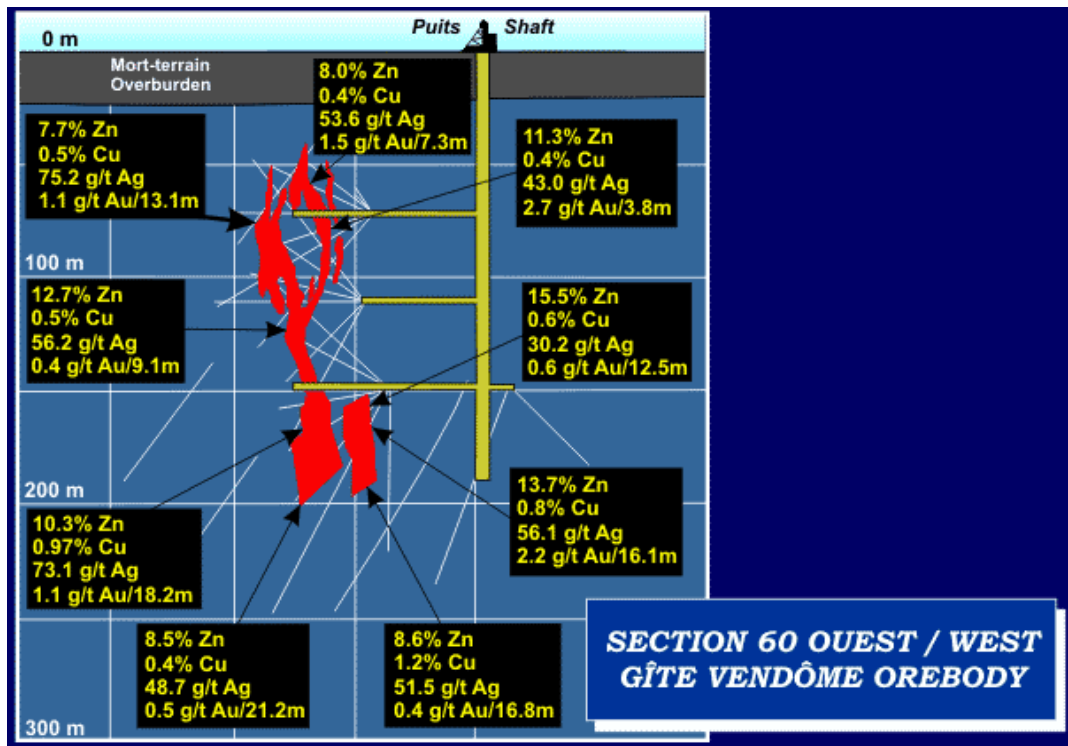 Puits Shaft
0 m
Mort-terrain
Overburden
8.0% Zn
0.4% Cu
53.6 g/t Ag
1.5 g/t Au/7.3m
7.7% Zn
0.5% Cu
75.2 g/t Ag
1.1 g/t Au/13.1m
11.3% Zn
0.4% Cu
43.0 g/t Ag
2.7 g/t Au/3.8m
100 m
12.7% Zn
0.5% Cu
56.2 g/t Ag
0.4 g/t Au/9.1m
15.5% Zn
0.6% Cu
30.2 g/t Ag
0.6 g/t Au/12.5m
200 m
13.7% Zn
0.8% Cu
56.1 g/t Ag
2.2 g/t Au/16.1m
10.3% Zn
0.97% Cu
73.1 g/t Ag
1.1 g/t Au/18.2m
8.5% Zn
0.4% Cu
48.7 g/t Ag
0.5 g/t Au/21.2m
8.6% Zn
1.2% Cu
51.5 g/t Ag
0.4 g/t Au/16.8m
300 m
SECTION 60 OUEST / WEST
GÎTE VENDÔME OREBODY